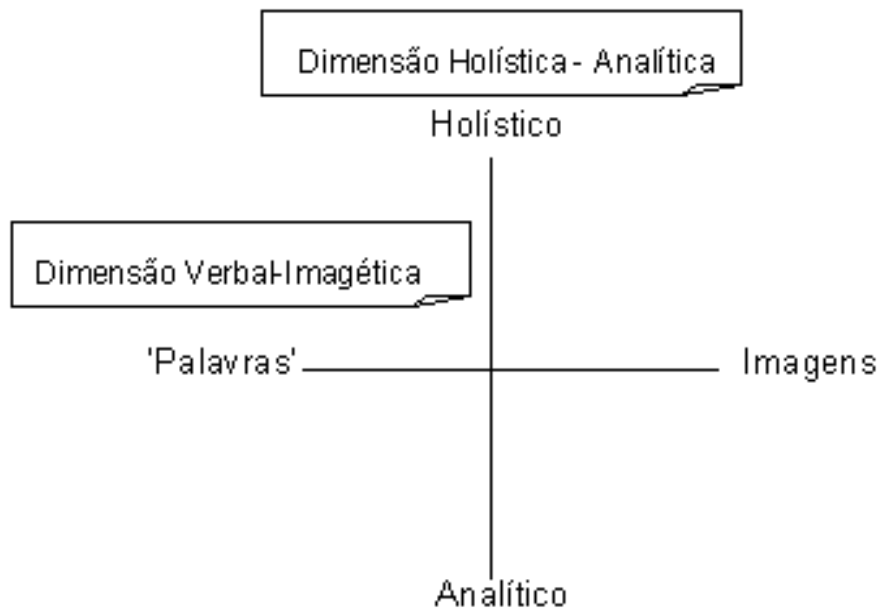 Dimensão Holística - Analítica
Holístico
Dimensão Verbal-Imagética
'Palavras'
Imagens
Analítico